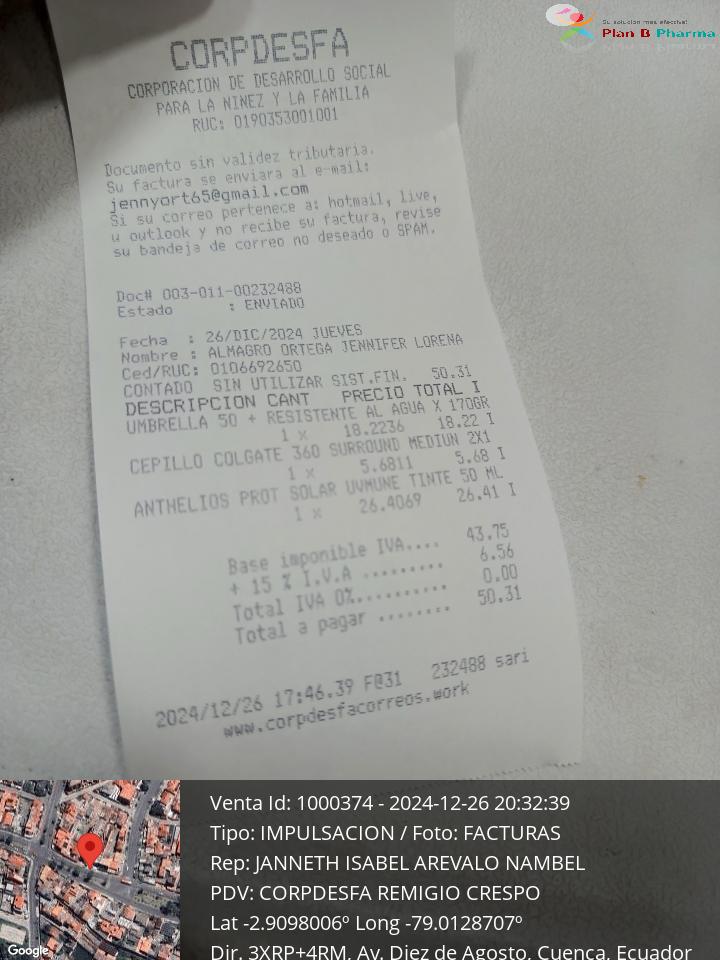 Su solución mas efectiva!
Plan B Pharma
CORPDESFA
CORPORACION DE DESARROLLO SOCIAL
PARA LA NINEZ Y LA FAMILIA
RUC: 0190353001001
Documento sin validez tributaria.
Su factura se enviara al e-mail:
jennyort65@gmail.com
Si su correo pertenece a: hotmail, live,
u outlook y no recibe su factura, revise
su bandeja de correo no deseado o SPAM.
Doc# 003-011-00232488
Estado : ENVIADO
Fecha : 26/DIC/2024 JUEVES
Nombre : ALMAGRO ORTEGA JENNIFER LORENA
Ced/RUC: 0106692650
CONTADO SIN UTILIZAR SIST.FIN. 50.31
DESCRIPCION CANT PRECIO TOTAL I
UMBRELLA 50 + RESISTENTE AL AGUA X 170GR
1 x 18.2236 18.22 I
CEPILLO COLGATE 360 SURROUND MEDIUN 2X1
1 x 5.6811 5.68 I
ANTHELIOS PROT SOLAR UVMUNE TINTE 50 ML
1 x 26.4069 26.41 I
Base imponible IVA.... 43.75
+ 15 % I.V.A ......... 6.56
Total IVA 0%.......... 0.00
Total a pagar ........ 50.31
2024/12/26 17:46.39 F@31 232488 sari
www.corpdesfacorreos.work
Venta Id: 1000374 - 2024-12-26 20:32:39
Tipo: IMPULSACION / Foto: FACTURAS
Rep: JANNETH ISABEL AREVALO NAMBEL
PDV: CORPDESFA REMIGIO CRESPO
Lat -2.9098006º Long -79.0128707º
Dir. 3XRP+4RM, Av. Diez de Agosto, Cuenca, Ecuador
Google